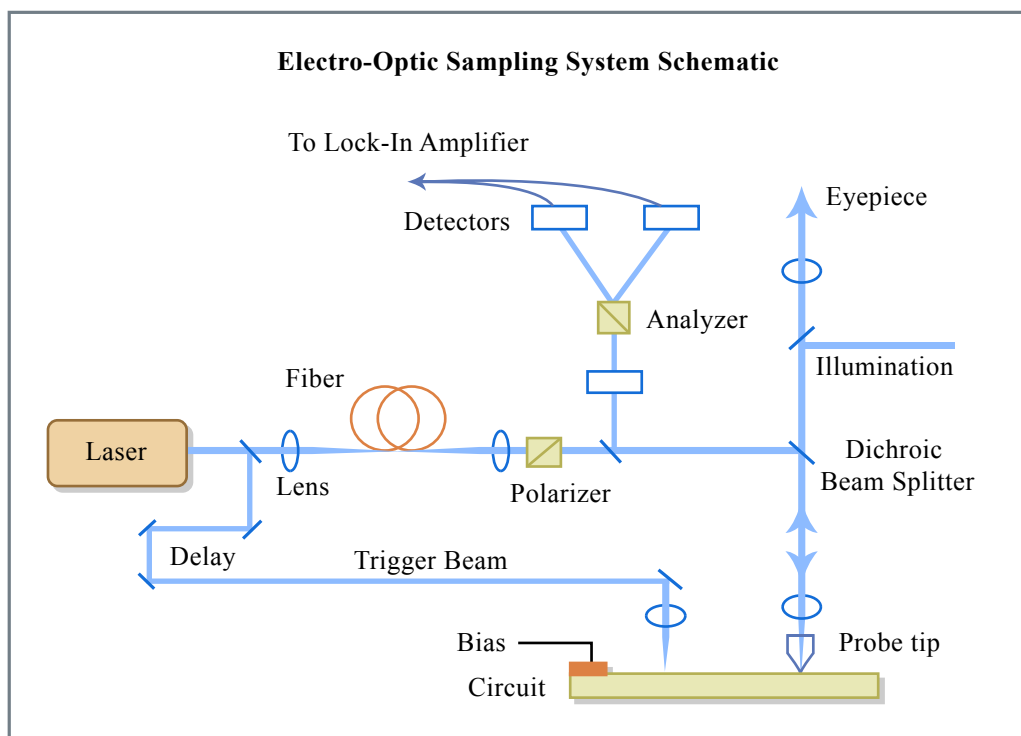 Electro-Optic Sampling System Schematic
To Lock-In Amplifier
Detectors
Eyepiece
Analyzer
Illumination
Fiber
Laser
Lens
Polarizer
Dichroic
Beam Splitter
Delay
Trigger Beam
Bias
Probe tip
Circuit